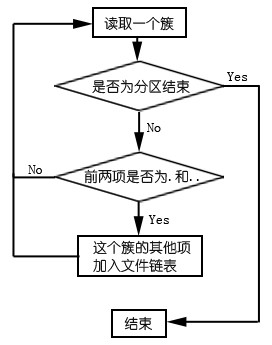 读取一个簇
是否为分区结束
Yes
No
前两项是否为.和..
No
Yes
这个簇的其他项
加入文件链表
结束